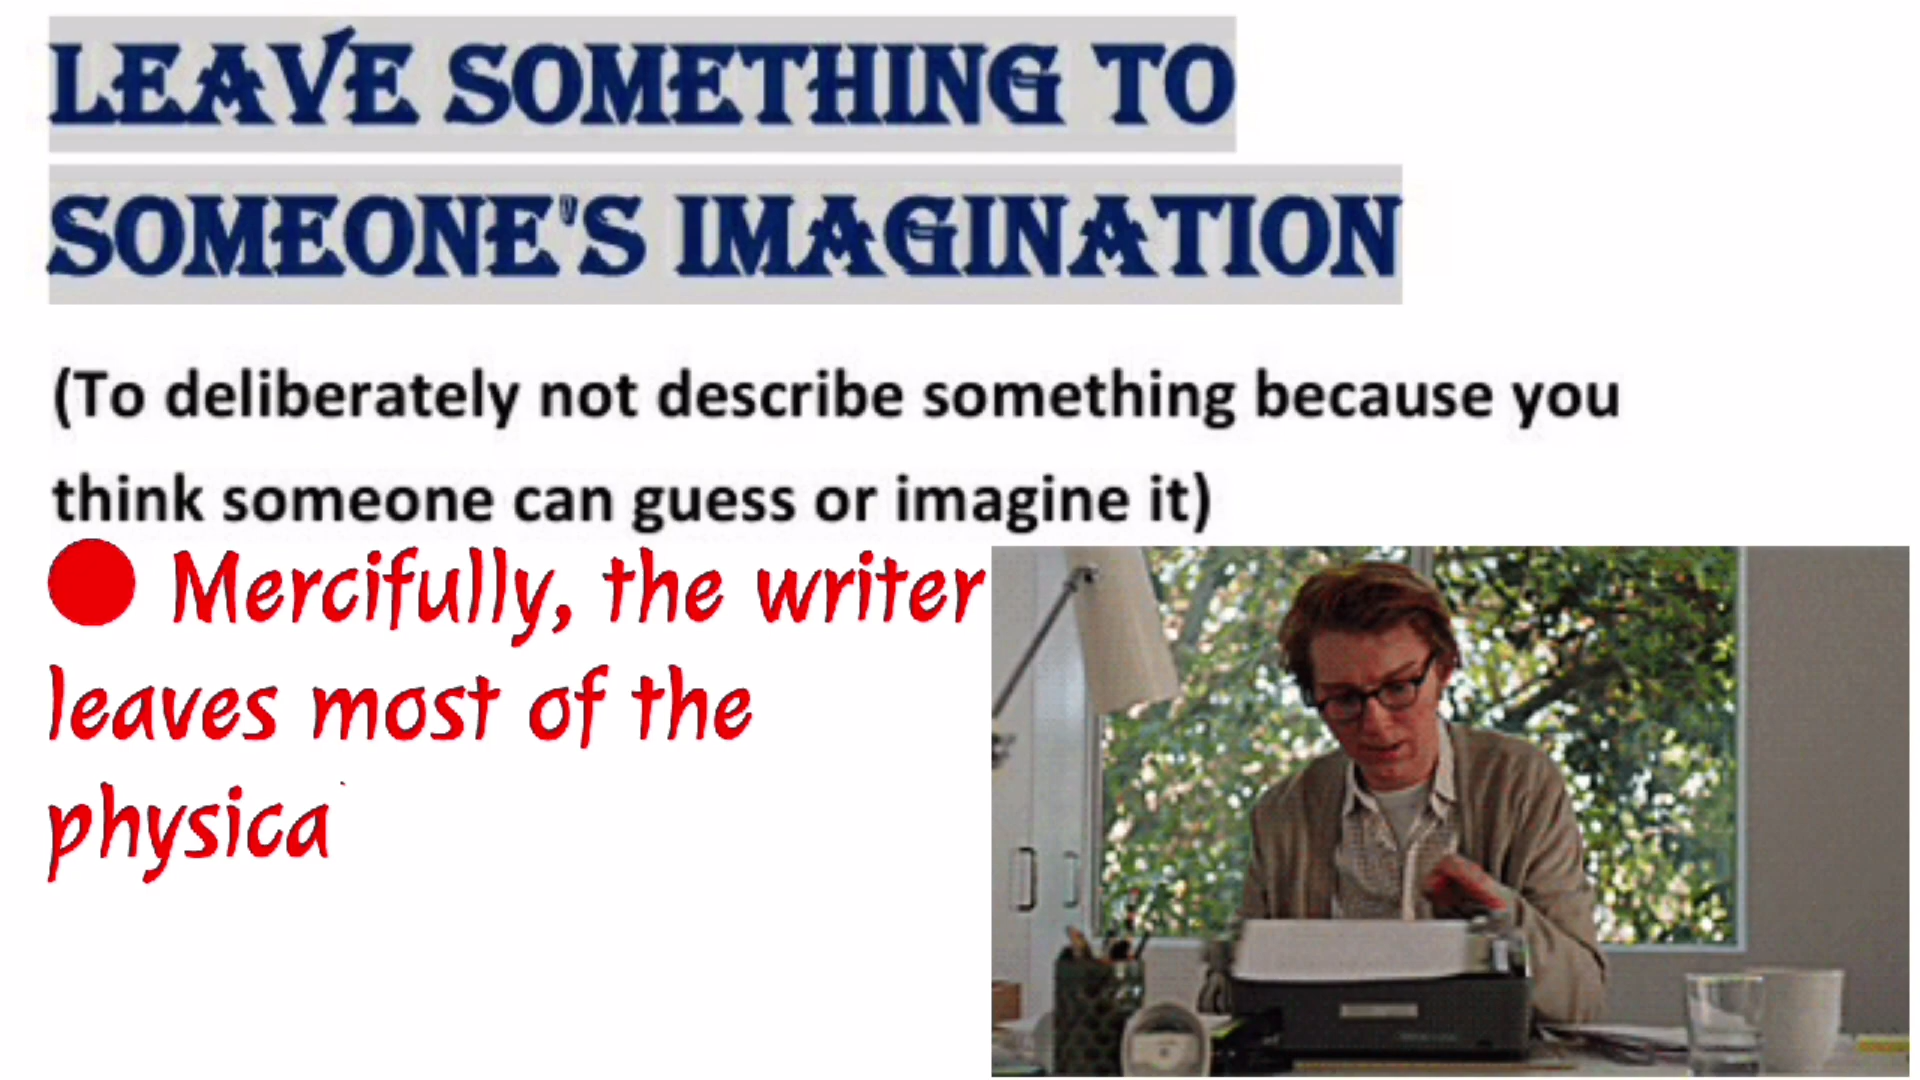 LEAVE SOMETHING TO
SOMEONE'S IMAGINATION
(To deliberately not describe something because you
think someone can guess or imagine it)
Mercifully, the writer
leaves most of the
physica